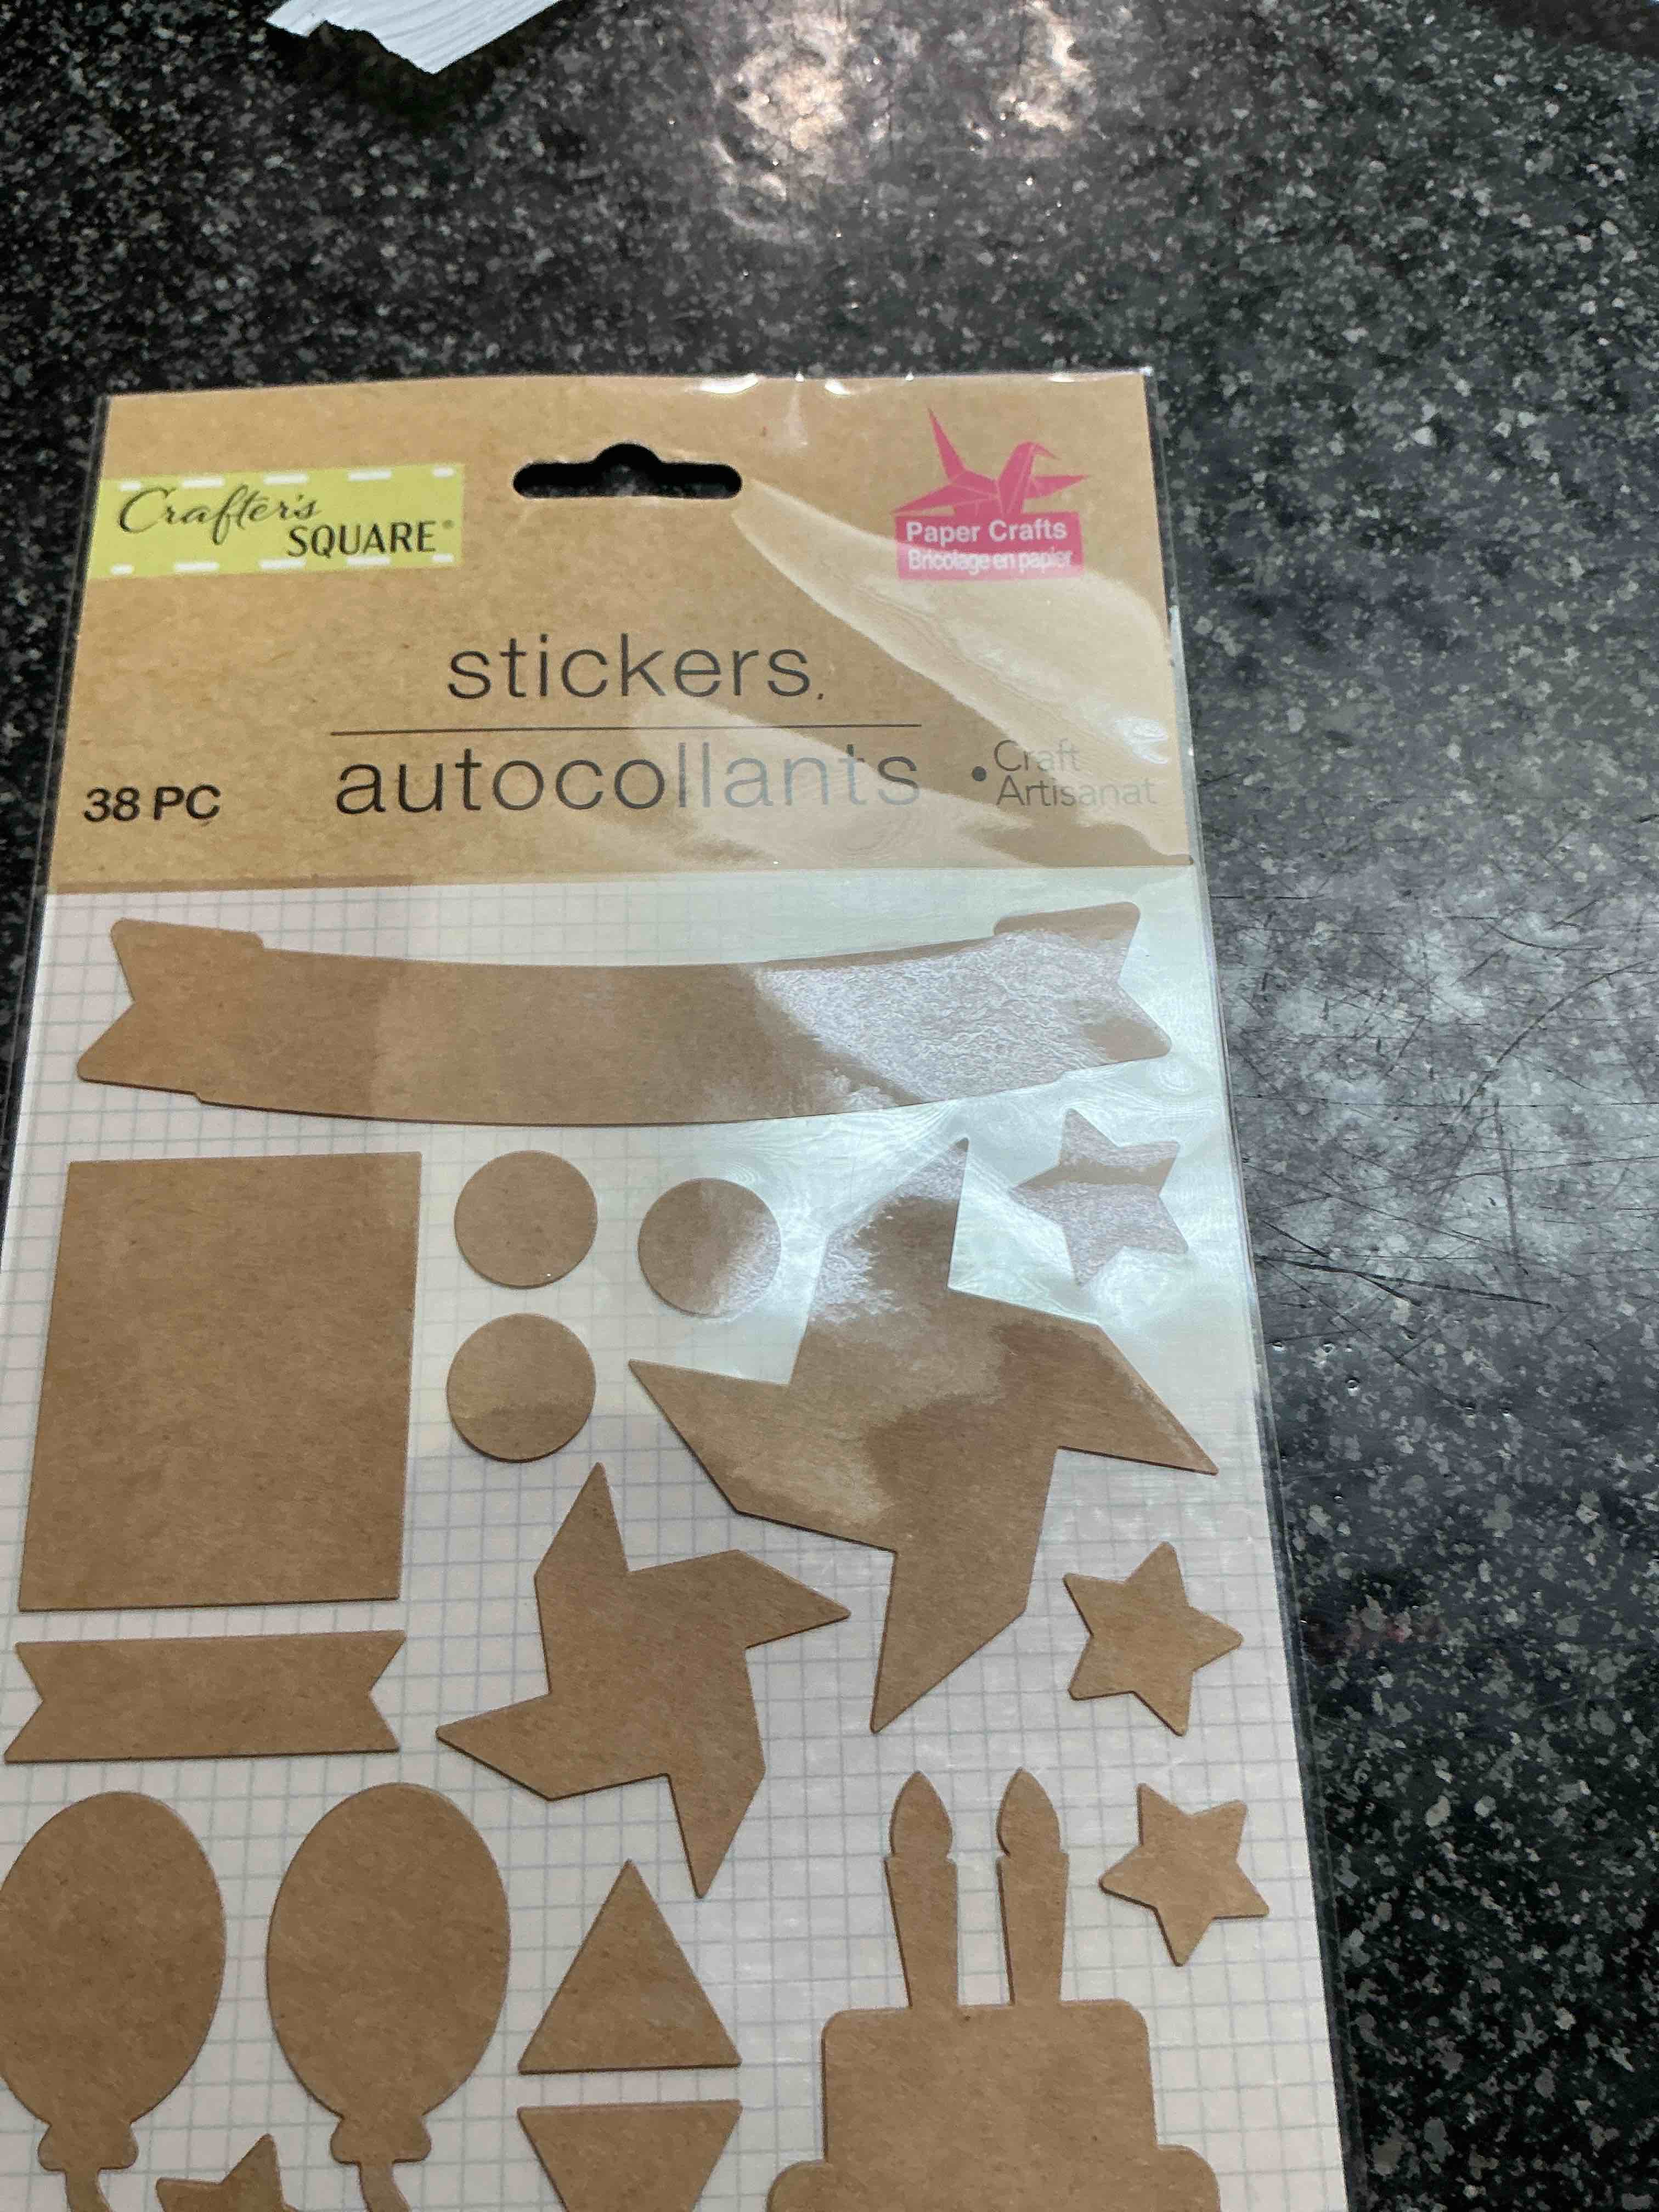 Crafter's
SQUARE®
Paper Crafts
Bricolage en papier
stickers,
autocollants
• Craft
Artisanat
38 PC